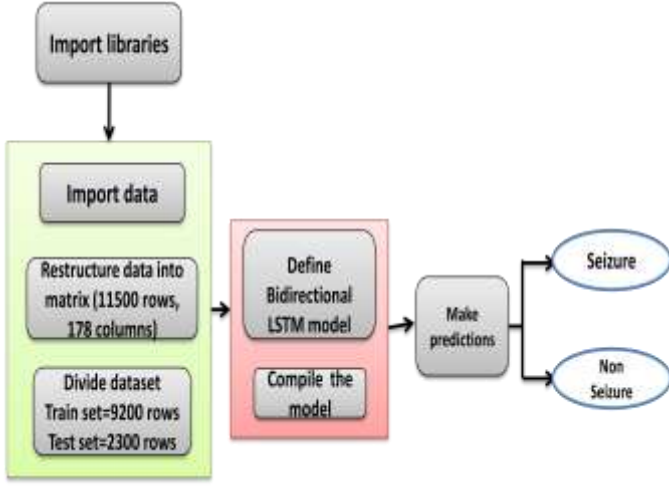 Import libraries
Import data
Restructure data into
matrix (11500 rows,
178 columns)
Divide dataset
Train set=9200 rows
Test set=2300 rows
Define
Bidirectional
LSTM model
Compile the
model
Make
predictions
Seizure
Non
Seizure